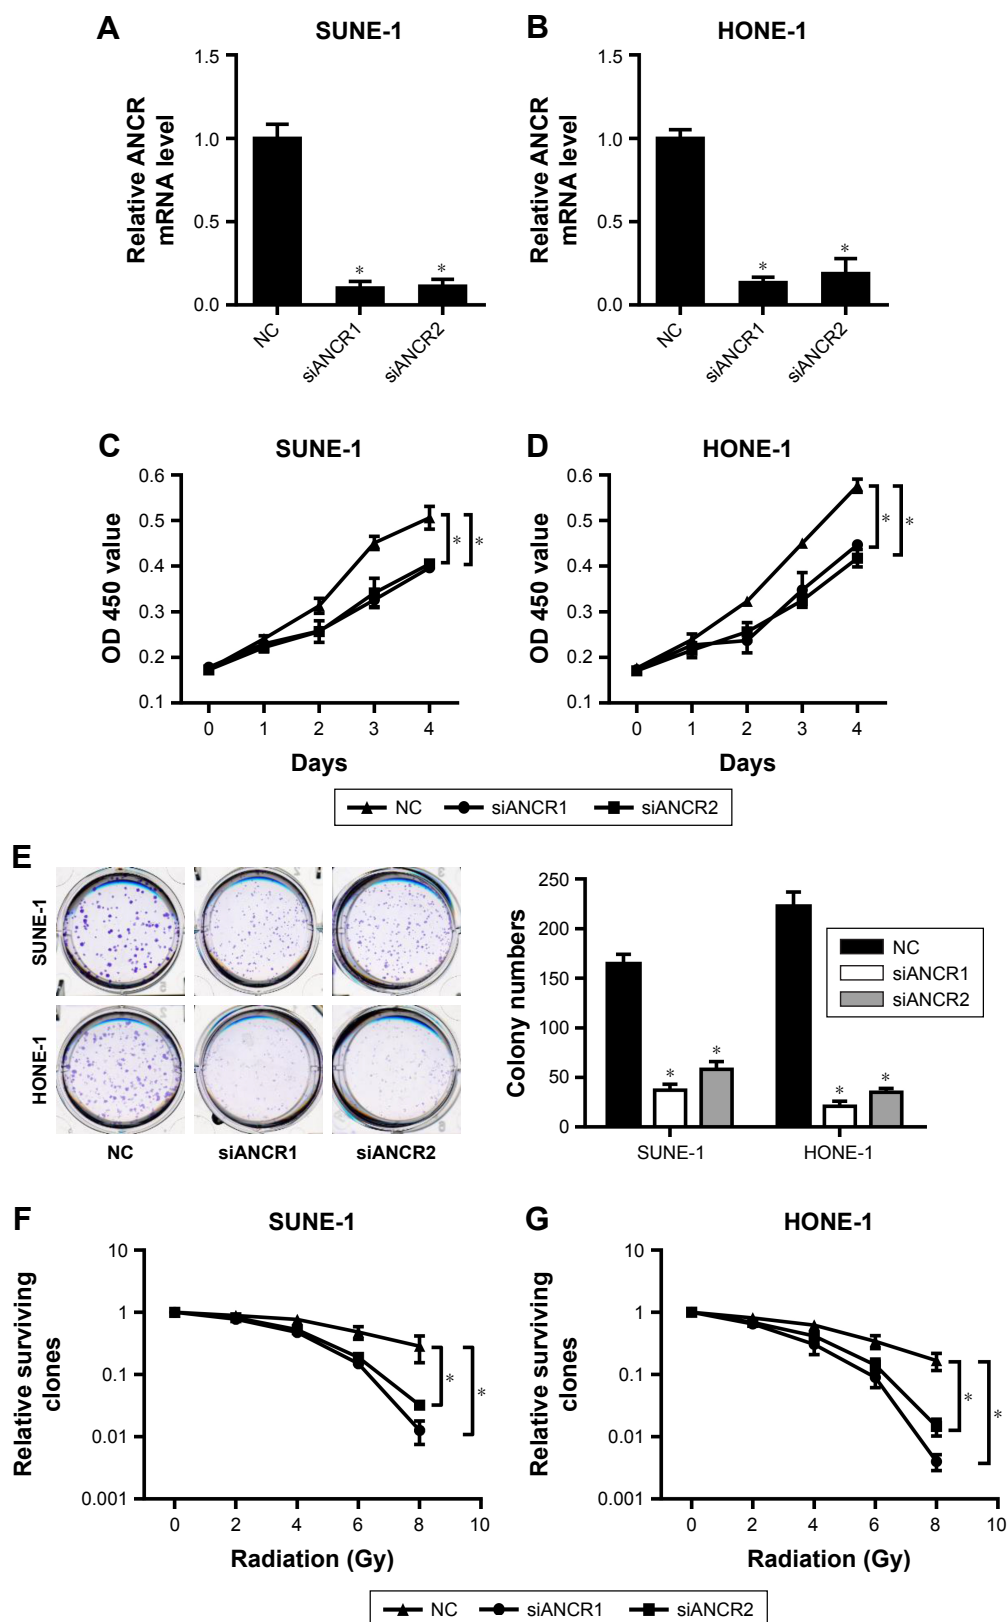 A
SUNE-1
Relative ANCR
mRNA level
1.5
1.0
0.5
0.0
NC
siANCR1
siANCR2
*
*
B
HONE-1
Relative ANCR
mRNA level
1.5
1.0
0.5
0.0
NC
siANCR1
siANCR2
*
*
C
SUNE-1
OD 450 value
0.6
0.5
0.4
0.3
0.2
0.1
0 1 2 3 4
Days
* *
D
HONE-1
OD 450 value
0.6
0.5
0.4
0.3
0.2
0.1
0 1 2 3 4
Days
* *
NC siANCR1 siANCR2
E
SUNE-1
HONE-1
NC siANCR1 siANCR2
Colony numbers
250
200
150
100
50
0
* * * *
SUNE-1 HONE-1
NC
siANCR1
siANCR2
F
SUNE-1
Relative surviving
clones
10
1
0.1
0.01
0.001
0 2 4 6 8 10
Radiation (Gy)
* *
G
HONE-1
Relative surviving
clones
10
1
0.1
0.01
0.001
0 2 4 6 8 10
Radiation (Gy)
* *
NC siANCR1 siANCR2